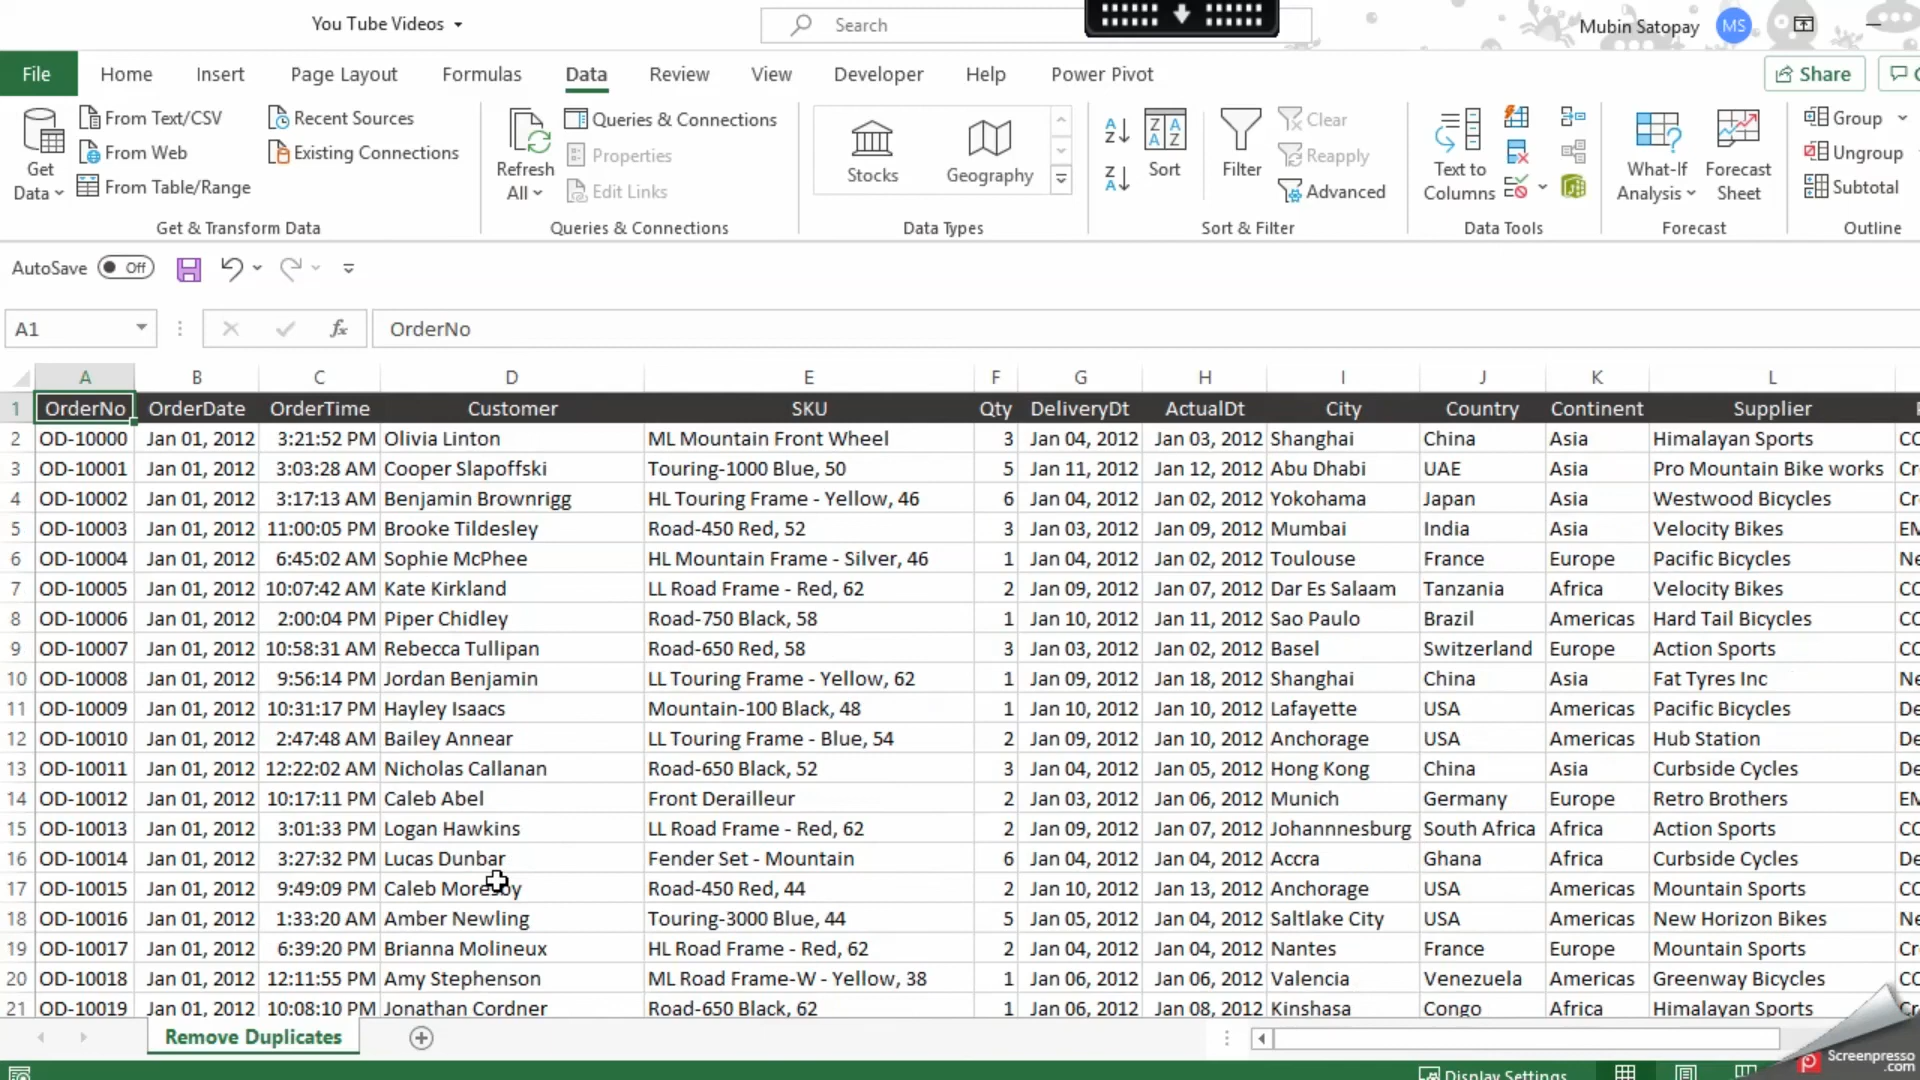 You Tube Videos
Search
Mubin Satopay
MS
File Home Insert Page Layout Formulas Data Review View Developer Help Power Pivot Share
Get Data
From Text/CSV
From Web
From Table/Range
Recent Sources
Existing Connections
Get & Transform Data
Refresh All
Queries & Connections
Properties
Edit Links
Queries & Connections
Stocks
Geography
Data Types
Sort
Filter
Clear
Reapply
Advanced
Sort & Filter
Text to Columns
Data Tools
What-If Analysis
Forecast Sheet
Forecast
Group
Ungroup
Subtotal
Outline
AutoSave Off
A1 fx OrderNo
A B C D E F G H I J K L
1 OrderNo OrderDate OrderTime Customer SKU Qty DeliveryDt ActualDt City Country Continent Supplier
2 OD-10000 Jan 01, 2012 3:21:52 PM Olivia Linton ML Mountain Front Wheel 3 Jan 04, 2012 Jan 03, 2012 Shanghai China Asia Himalayan Sports CC
3 OD-10001 Jan 01, 2012 3:03:28 AM Cooper Slapoffski Touring-1000 Blue, 50 5 Jan 11, 2012 Jan 12, 2012 Abu Dhabi UAE Asia Pro Mountain Bike works Cr
4 OD-10002 Jan 01, 2012 3:17:13 AM Benjamin Brownrigg HL Touring Frame - Yellow, 46 6 Jan 04, 2012 Jan 02, 2012 Yokohama Japan Asia Westwood Bicycles Cr
5 OD-10003 Jan 01, 2012 11:00:05 PM Brooke Tildesley Road-450 Red, 52 3 Jan 03, 2012 Jan 09, 2012 Mumbai India Asia Velocity Bikes EM
6 OD-10004 Jan 01, 2012 6:45:02 AM Sophie McPhee HL Mountain Frame - Silver, 46 1 Jan 04, 2012 Jan 02, 2012 Toulouse France Europe Pacific Bicycles Ne
7 OD-10005 Jan 01, 2012 10:07:42 AM Kate Kirkland LL Road Frame - Red, 62 2 Jan 09, 2012 Jan 07, 2012 Dar Es Salaam Tanzania Africa Velocity Bikes CC
8 OD-10006 Jan 01, 2012 2:00:04 PM Piper Chidley Road-750 Black, 58 1 Jan 10, 2012 Jan 11, 2012 Sao Paulo Brazil Americas Hard Tail Bicycles CC
9 OD-10007 Jan 01, 2012 10:58:31 AM Rebecca Tullipan Road-650 Red, 58 3 Jan 03, 2012 Jan 02, 2012 Basel Switzerland Europe Action Sports CC
10 OD-10008 Jan 01, 2012 9:56:14 PM Jordan Benjamin LL Touring Frame - Yellow, 62 1 Jan 09, 2012 Jan 18, 2012 Shanghai China Asia Fat Tyres Inc Ne
11 OD-10009 Jan 01, 2012 10:31:17 PM Hayley Isaacs Mountain-100 Black, 48 1 Jan 10, 2012 Jan 10, 2012 Lafayette USA Americas Pacific Bicycles De
12 OD-10010 Jan 01, 2012 2:47:48 AM Bailey Annear LL Touring Frame - Blue, 54 2 Jan 09, 2012 Jan 10, 2012 Anchorage USA Americas Hub Station De
13 OD-10011 Jan 01, 2012 12:22:02 AM Nicholas Callanan Road-650 Black, 52 3 Jan 04, 2012 Jan 05, 2012 Hong Kong China Asia Curbside Cycles De
14 OD-10012 Jan 01, 2012 10:17:11 PM Caleb Abel Front Derailleur 2 Jan 03, 2012 Jan 06, 2012 Munich Germany Europe Retro Brothers EM
15 OD-10013 Jan 01, 2012 3:01:33 PM Logan Hawkins LL Road Frame - Red, 62 2 Jan 09, 2012 Jan 07, 2012 Johannnesburg South Africa Africa Action Sports CC
16 OD-10014 Jan 01, 2012 3:27:32 PM Lucas Dunbar Fender Set - Mountain 6 Jan 04, 2012 Jan 04, 2012 Accra Ghana Africa Curbside Cycles De
17 OD-10015 Jan 01, 2012 9:49:09 PM Caleb Moresby Road-450 Red, 44 2 Jan 10, 2012 Jan 13, 2012 Anchorage USA Americas Mountain Sports CC
18 OD-10016 Jan 01, 2012 1:33:20 AM Amber Newling Touring-3000 Blue, 44 5 Jan 05, 2012 Jan 04, 2012 Saltlake City USA Americas New Horizon Bikes Ne
19 OD-10017 Jan 01, 2012 6:39:20 PM Brianna Molineux HL Road Frame - Red, 62 2 Jan 04, 2012 Jan 04, 2012 Nantes France Europe Mountain Sports Cr
20 OD-10018 Jan 01, 2012 12:11:55 PM Amy Stephenson ML Road Frame-W - Yellow, 38 1 Jan 06, 2012 Jan 06, 2012 Valencia Venezuela Americas Greenway Bicycles CC
21 OD-10019 Jan 01, 2012 10:08:10 PM Jonathan Cordner Road-650 Black, 62 1 Jan 06, 2012 Jan 08, 2012 Kinshasa Congo Africa Himalayan Sports
Remove Duplicates
Display Settings
Screenpresso
.com